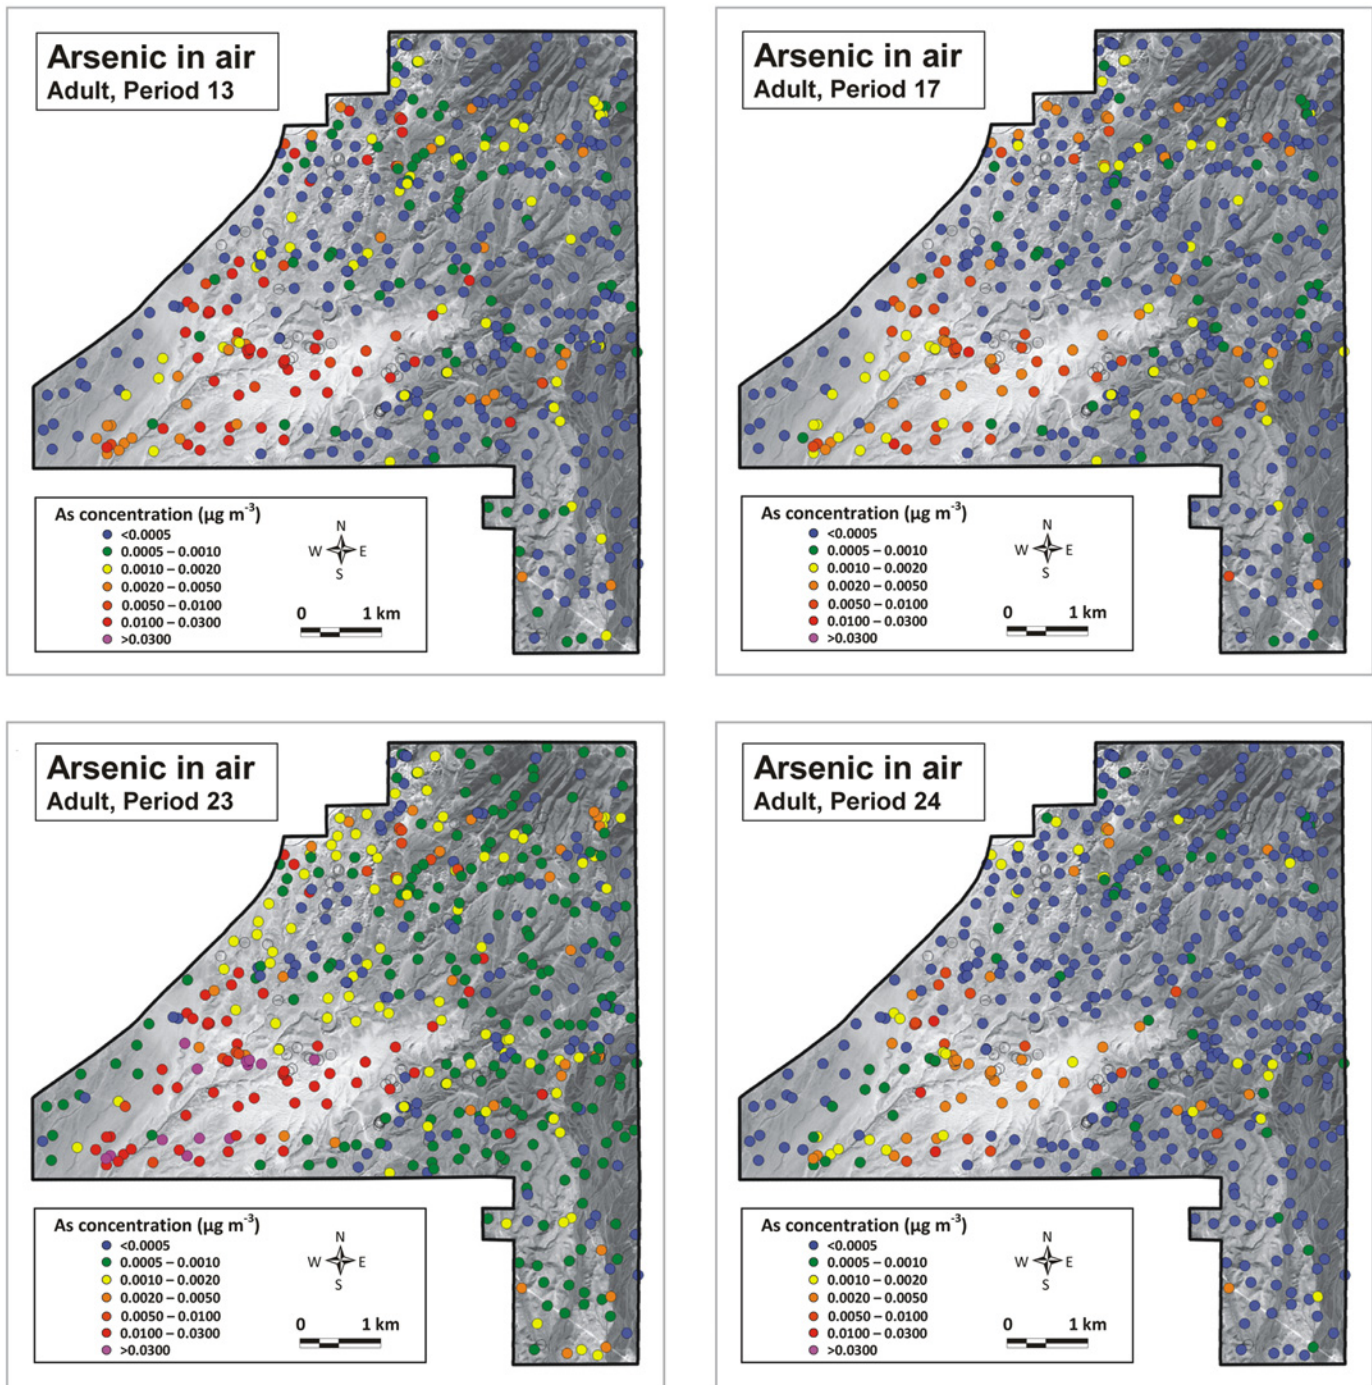 Arsenic in air
Adult, Period 13
As concentration (µg m⁻³)
<0.0005
0.0005 – 0.0010
0.0010 – 0.0020
0.0020 – 0.0050
0.0050 – 0.0100
0.0100 – 0.0300
>0.0300
N
W E
S
0 1 km
Arsenic in air
Adult, Period 17
As concentration (µg m⁻³)
<0.0005
0.0005 – 0.0010
0.0010 – 0.0020
0.0020 – 0.0050
0.0050 – 0.0100
0.0100 – 0.0300
>0.0300
N
W E
S
0 1 km
Arsenic in air
Adult, Period 23
As concentration (µg m⁻³)
<0.0005
0.0005 – 0.0010
0.0010 – 0.0020
0.0020 – 0.0050
0.0050 – 0.0100
0.0100 – 0.0300
>0.0300
N
W E
S
0 1 km
Arsenic in air
Adult, Period 24
As concentration (µg m⁻³)
<0.0005
0.0005 – 0.0010
0.0010 – 0.0020
0.0020 – 0.0050
0.0050 – 0.0100
0.0100 – 0.0300
>0.0300
N
W E
S
0 1 km